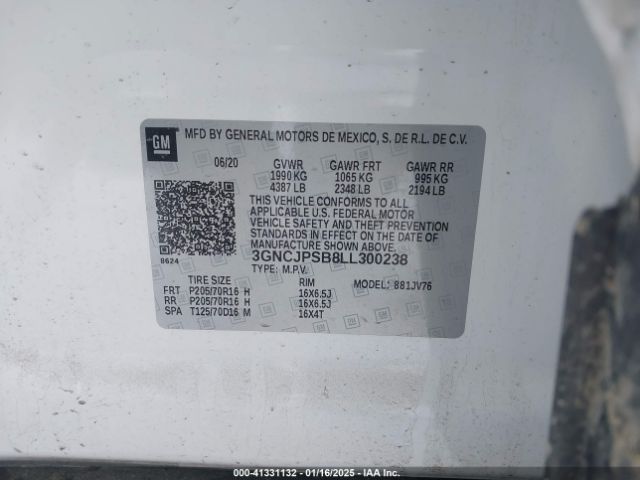 GM
MFD BY GENERAL MOTORS DE MEXICO, S. DE R.L. DE C.V.
06/20 GVWR GAWR FRT GAWR RR
1990 KG 1065 KG 995 KG
4387 LB 2348 LB 2194 LB
THIS VEHICLE CONFORMS TO ALL
APPLICABLE U.S. FEDERAL MOTOR
VEHICLE SAFETY AND THEFT PREVENTION
STANDARDS IN EFFECT ON THE DATE OF
MANUFACTURE SHOWN ABOVE.
8624 3GNCJPSB8LL300238
TYPE: M.P.V.
TIRE SIZE RIM MODEL: 881JV76
FRT P205/70R16 H 16X6.5J
RR P205/70R16 H 16X6.5J
SPA T125/70D16 M 16X4T
000-41331132 - 01/16/2025 - IAA Inc.